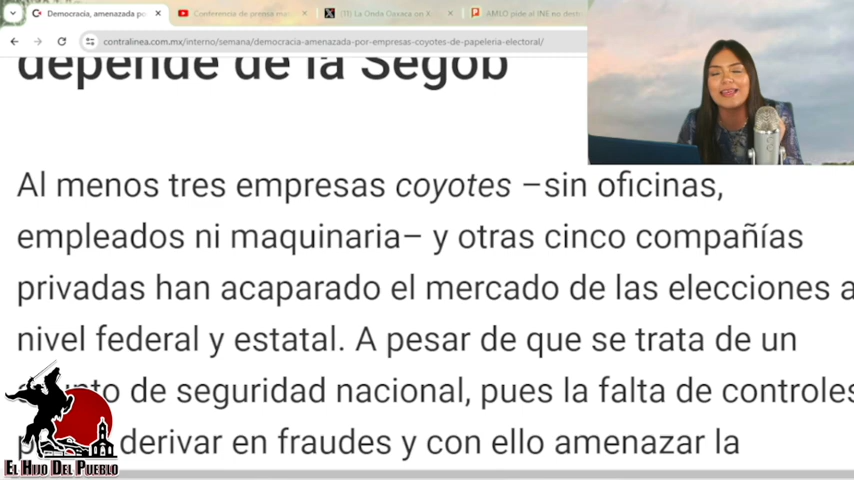 Democracia, amenazada po
Conferencia de prensa ma
(1) La Onda Oaxaca on X
AMLO pide al INE no dest
contralinea.com.mx/interno/semana/democracia-amenazada-por-empresas-coyotes-de-papeleria-electoral/
depende de la Segob
Al menos tres empresas coyotes –sin oficinas,
empleados ni maquinaria– y otras cinco compañías
privadas han acaparado el mercado de las elecciones a
nivel federal y estatal. A pesar de que se trata de un
de seguridad nacional, pues la falta de controles
derivar en fraudes y con ello amenazar la
EL HIJO DEL PUEBLO